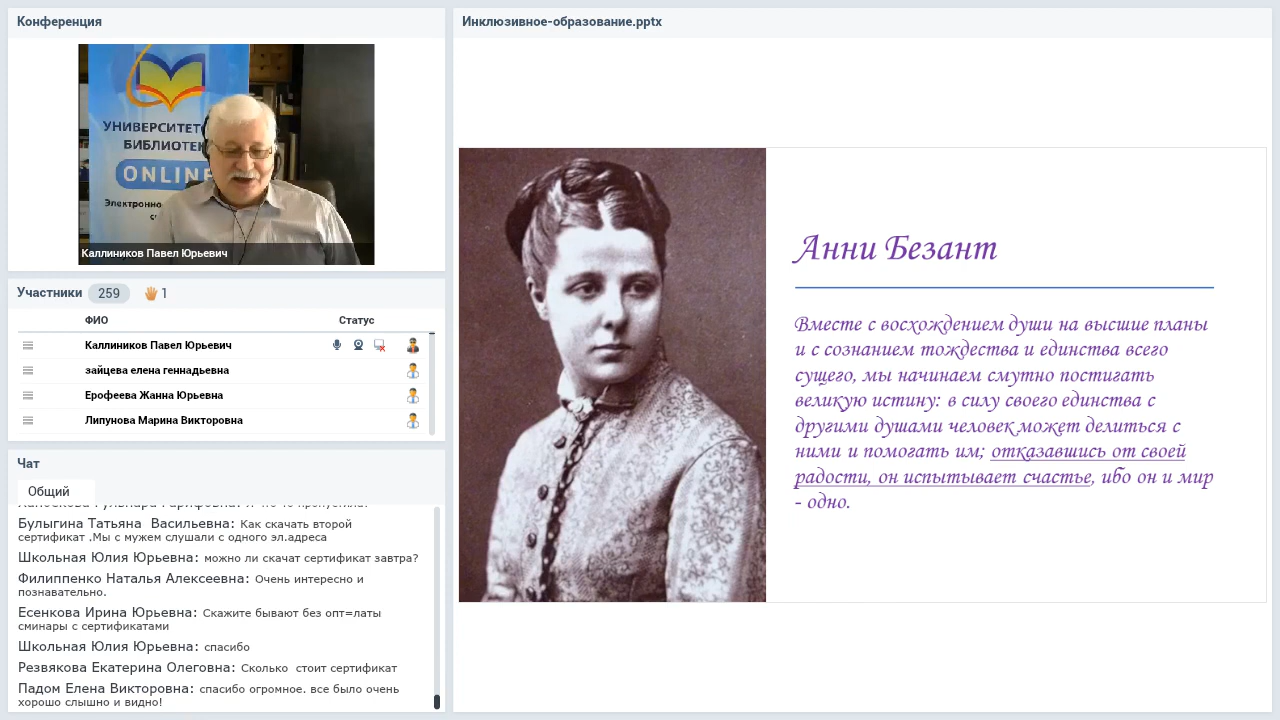 Конференция
УНИВЕРСИТЕТ
БИБЛИОТЕ
ONLINE
Электронно
Каллиников Павел Юрьевич
Участники 259 1
ФИО Статус
Каллиников Павел Юрьевич
зайцева елена геннадьевна
Ерофеева Жанна Юрьевна
Липунова Марина Викторовна
Чат
Общий
Булыгина Татьяна Васильевна: Как скачать второй
сертификат .Мы с мужем слушали с одного эл.адреса
Школьная Юлия Юрьевна: можно ли скачат сертификат завтра?
Филиппенко Наталья Алексеевна: Очень интересно и
познавательно.
Есенкова Ирина Юрьевна: Скажите бывают без опт=латы
сминары с сертификатами
Школьная Юлия Юрьевна: спасибо
Резвякова Екатерина Олеговна: Сколько стоит сертификат
Падом Елена Викторовна: спасибо огромное. все было очень
хорошо слышно и видно!
Инклюзивное-образование.pptx
Анни Безант
Вместе с восхождением души на высшие планы
и с сознанием тождества и единства всего
сущего, мы начинаем смутно постигать
великую истину: в силу своего единства с
другими душами человек может делиться с
ними и помогать им; отказавшись от своей
радости, он испытывает счастье, ибо он и мир
- одно.